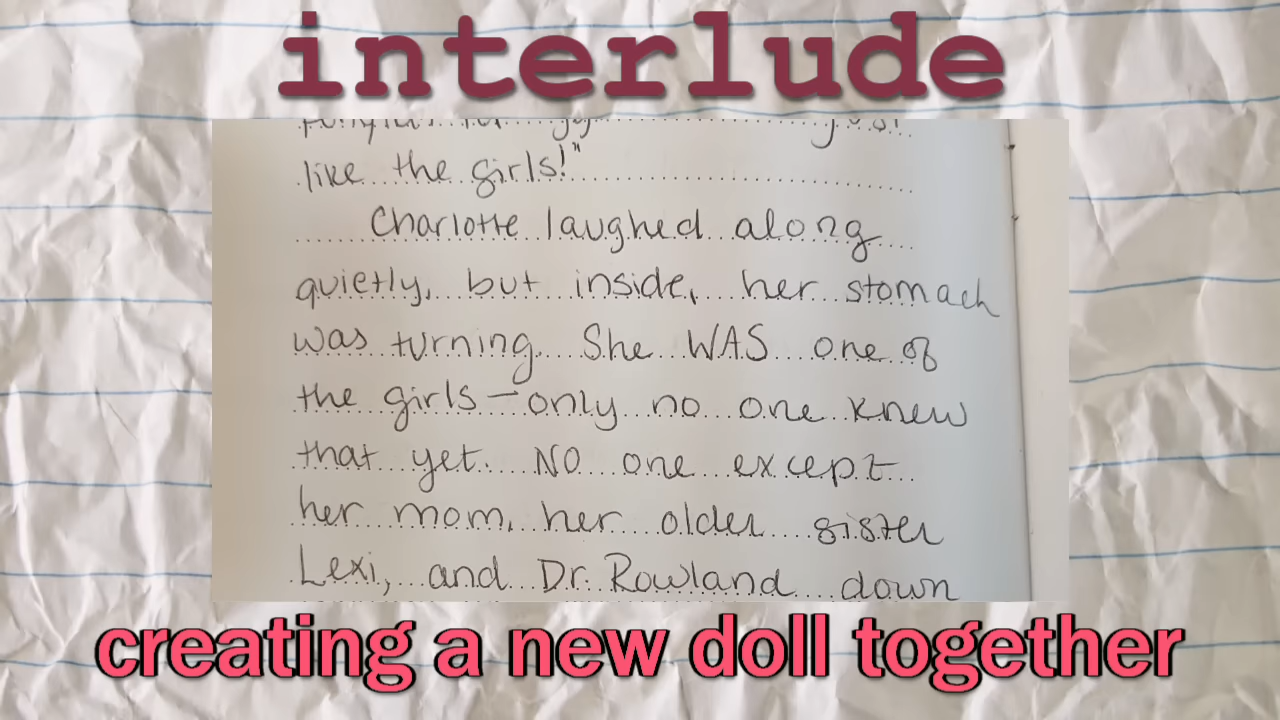 interlude
like the girls!"
Charlotte laughed along
quietly, but inside, her stomach
was turning. She WAS one of
the girls—only no one knew
that yet. No one except
her mom, her older sister
Lexi, and Dr. Rowland down
creating a new doll together